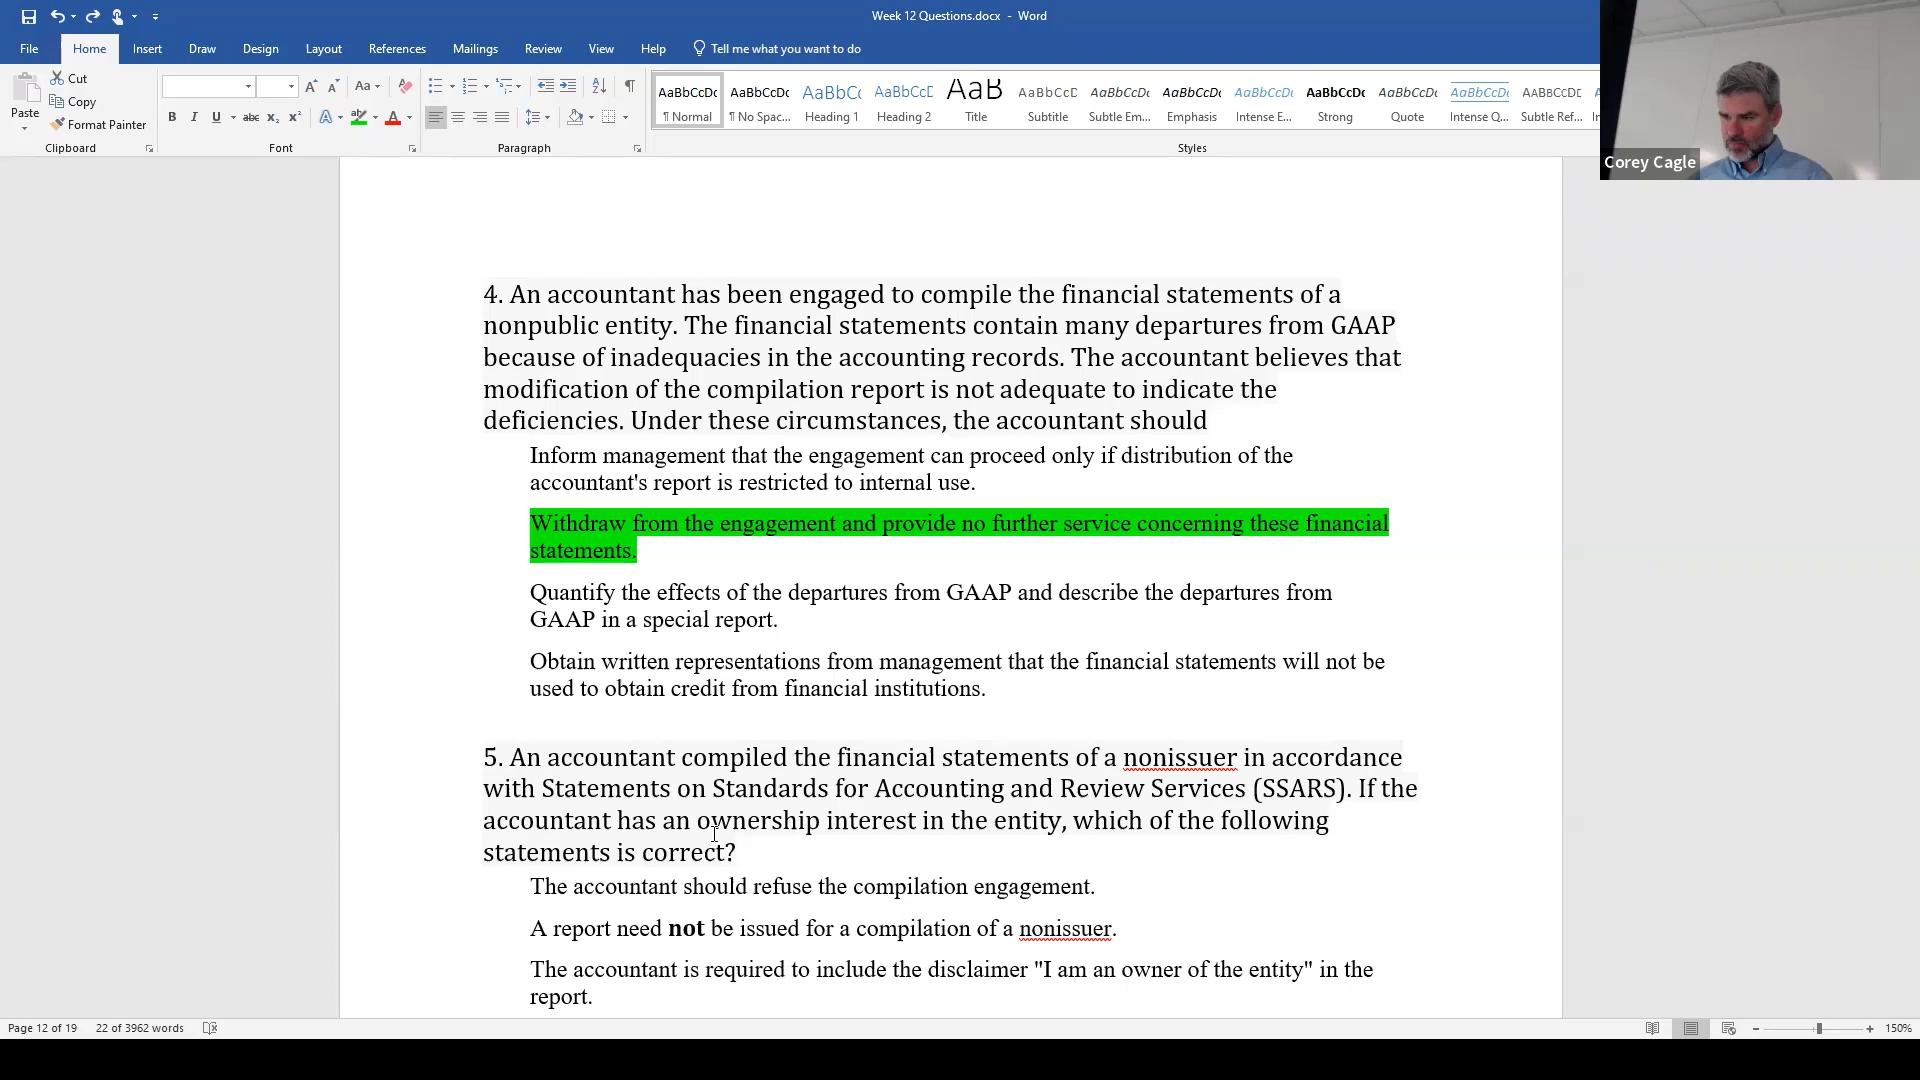 Week 12 Questions.docx - Word
File Home Insert Draw Design Layout References Mailings Review View Help Tell me what you want to do
Paste
Cut
Copy
Format Painter
Aa
B I U abc x₂ x² A A
AaBbCcDc AaBbCcDc AaBbCc AaBbCcD AaB AaBbCcD AaBbCcDc AaBbCcDc AaBbCcDc AaBbCcDc AaBbCcDc AaBbCcDc AaBbCcDc
¶ Normal ¶ No Spac... Heading 1 Heading 2 Title Subtitle Subtle Em... Emphasis Intense E... Strong Quote Intense Q... Subtle Ref...
Clipboard Font Paragraph Styles
Corey Cagle
4. An accountant has been engaged to compile the financial statements of a
nonpublic entity. The financial statements contain many departures from GAAP
because of inadequacies in the accounting records. The accountant believes that
modification of the compilation report is not adequate to indicate the
deficiencies. Under these circumstances, the accountant should
Inform management that the engagement can proceed only if distribution of the
accountant's report is restricted to internal use.
Withdraw from the engagement and provide no further service concerning these financial
statements.
Quantify the effects of the departures from GAAP and describe the departures from
GAAP in a special report.
Obtain written representations from management that the financial statements will not be
used to obtain credit from financial institutions.
5. An accountant compiled the financial statements of a nonissuer in accordance
with Statements on Standards for Accounting and Review Services (SSARS). If the
accountant has an ownership interest in the entity, which of the following
statements is correct?
The accountant should refuse the compilation engagement.
A report need not be issued for a compilation of a nonissuer.
The accountant is required to include the disclaimer "I am an owner of the entity" in the
report.
Page 12 of 19 22 of 3962 words 150%